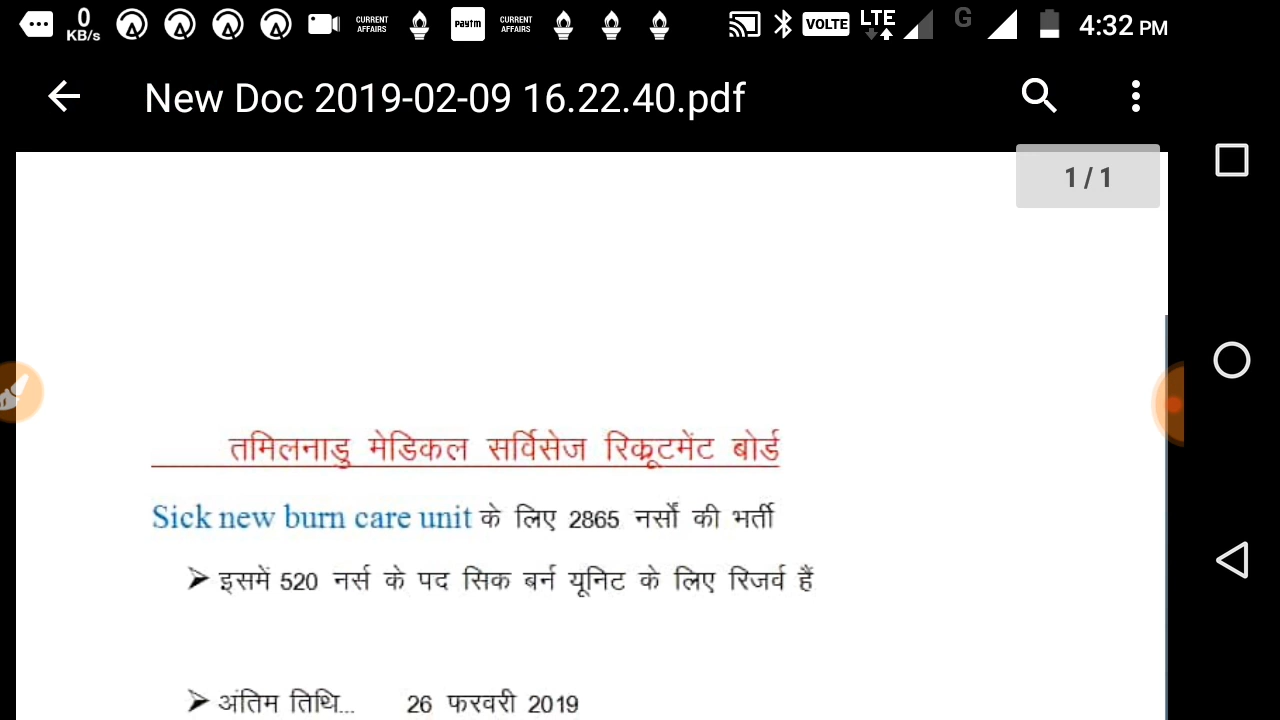 0 KB/s CURRENT AFFAIRS Paytm CURRENT AFFAIRS VOLTE LTE G 4:32 PM
New Doc 2019-02-09 16.22.40.pdf
1 / 1
तमिलनाडु मेडिकल सर्विसेज रिक्रूटमेंट बोर्ड
Sick new burn care unit के लिए 2865 नर्सों की भर्ती
➤ इसमें 520 नर्स के पद सिक बर्न यूनिट के लिए रिजर्व हैं
➤ अंतिम तिथि... 26 फरवरी 2019